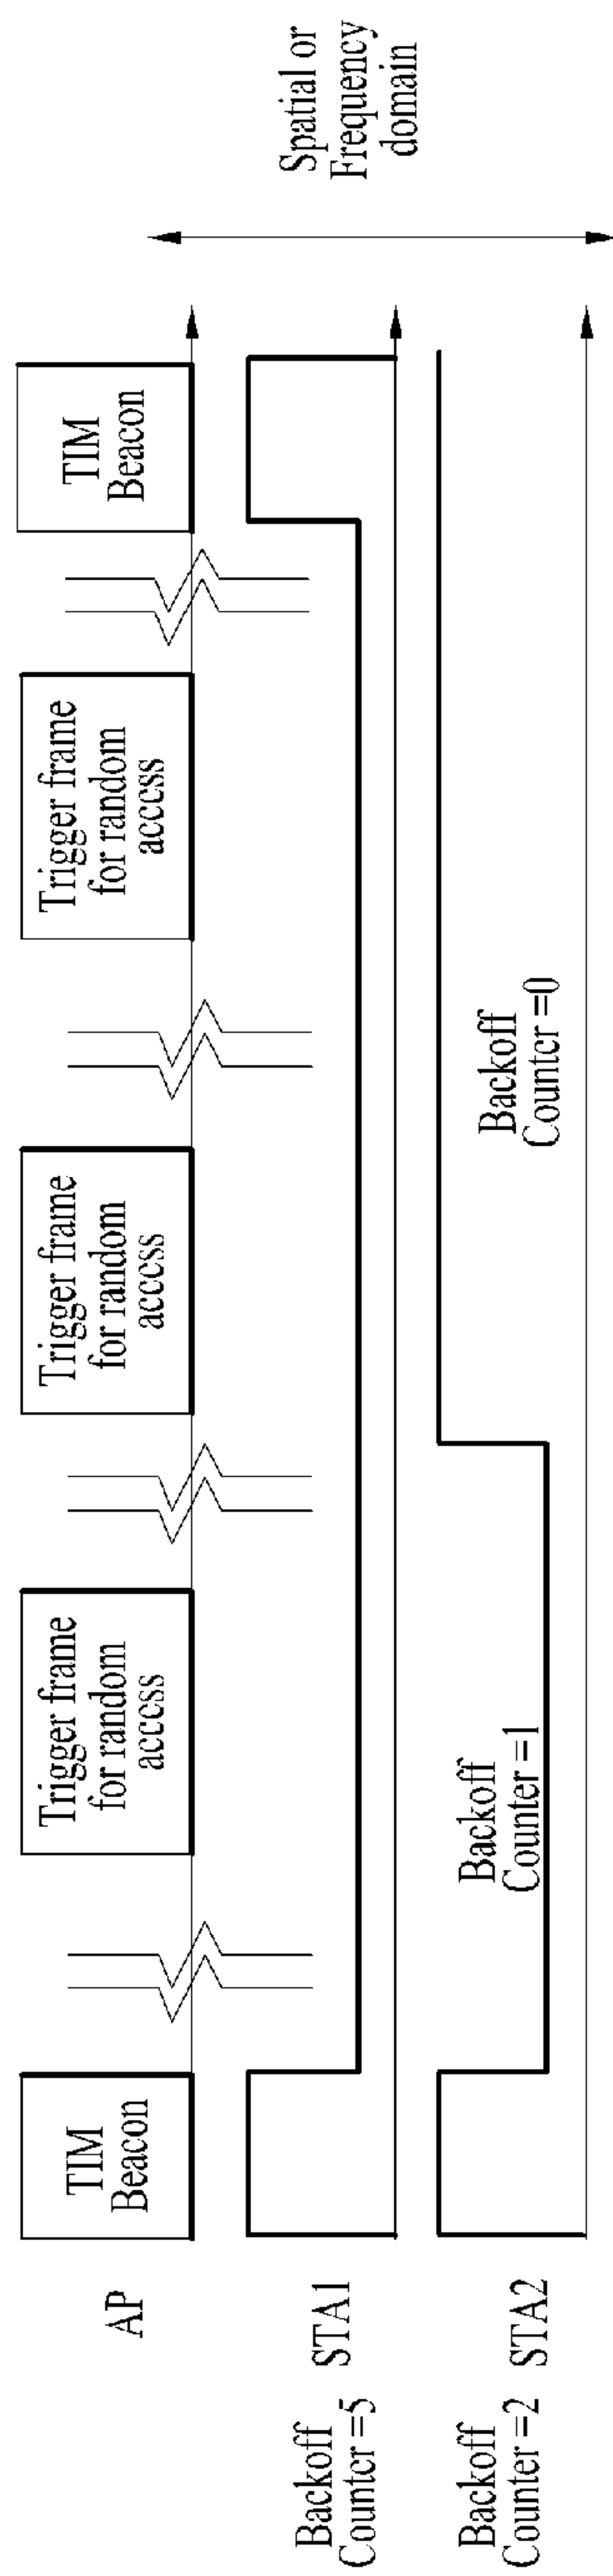 TIM
Beacon
Trigger frame
for random
access
Trigger frame
for random
access
Trigger frame
for random
access
TIM
Beacon
AP
Spatial or
Frequency
domain
Backoff
Counter =5
STA1
Backoff
Counter =2
STA2
Backoff
Counter =1
Backoff
Counter =0